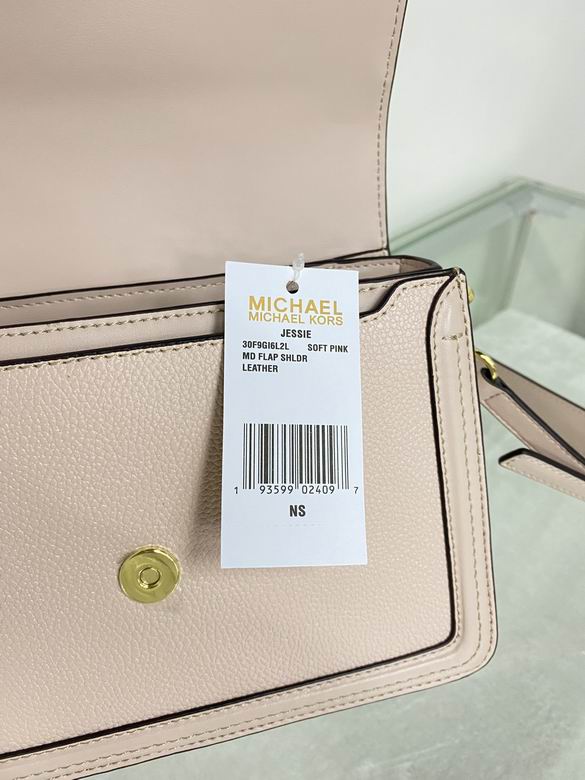 MICHAEL
MICHAEL KORS
JESSIE
30F9GI6L2L SOFT PINK
MD FLAP SHLDR
LEATHER
1 93599 02409 7
NS